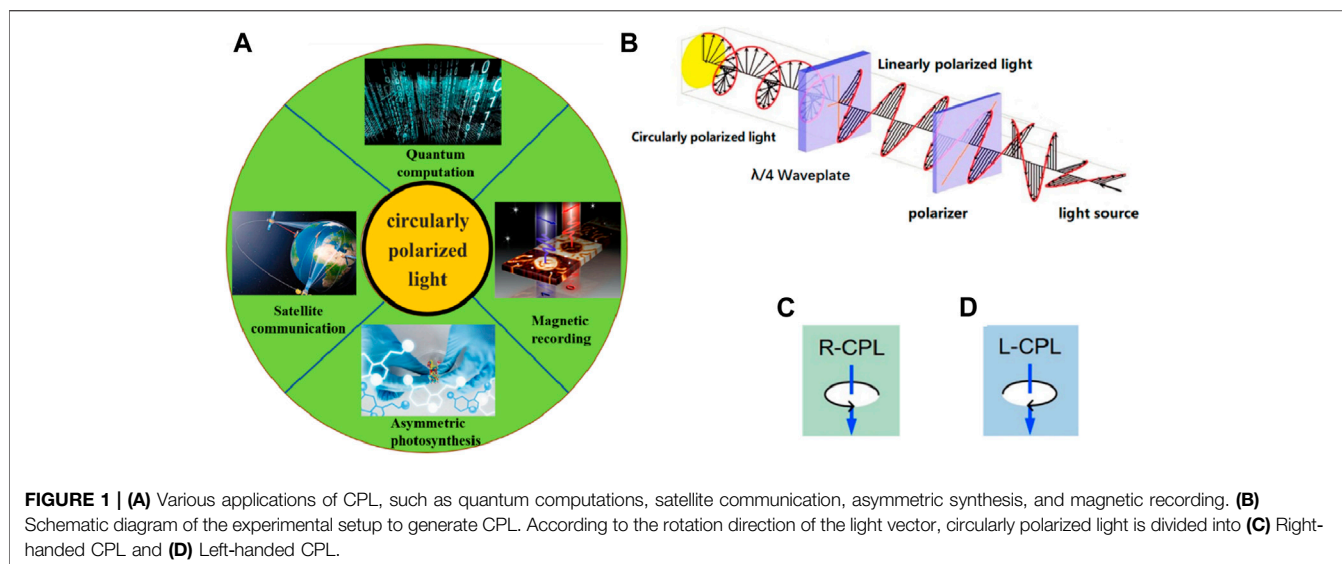 A
Quantum
computation
circularly
polarized
light
Satellite
communication
Magnetic
recording
Asymmetric
photosynthesis
B
Linearly polarized light
Circularly polarized light
λ/4 Waveplate
polarizer
light source
C
R-CPL
D
L-CPL
FIGURE 1 | (A) Various applications of CPL, such as quantum computations, satellite communication, asymmetric synthesis, and magnetic recording. (B)
Schematic diagram of the experimental setup to generate CPL. According to the rotation direction of the light vector, circularly polarized light is divided into (C) Right-
handed CPL and (D) Left-handed CPL.